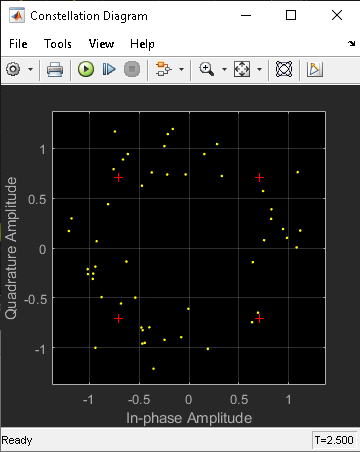 Constellation Diagram
File Tools View Help
1
0.5
0
-0.5
-1
Quadrature Amplitude
-1 -0.5 0 0.5 1
In-phase Amplitude
Ready T=2.500